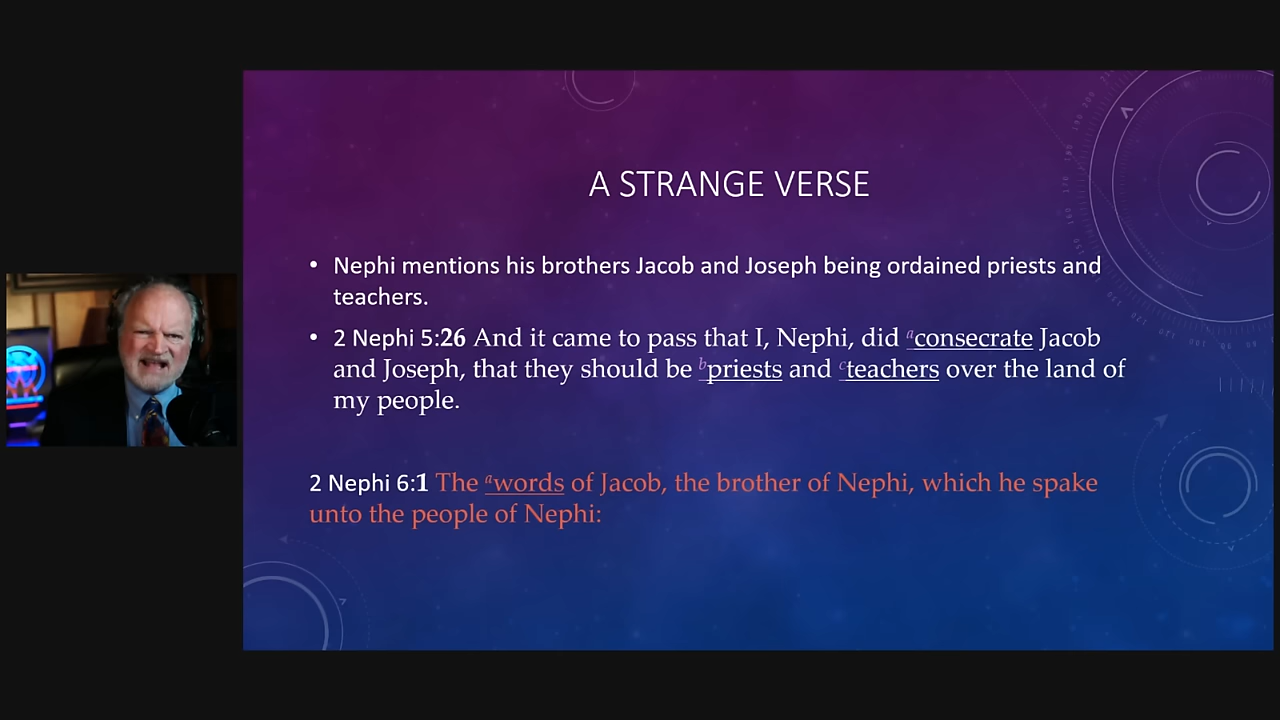 A STRANGE VERSE
• Nephi mentions his brothers Jacob and Joseph being ordained priests and
teachers.
• 2 Nephi 5:26 And it came to pass that I, Nephi, did aconsecrate Jacob
and Joseph, that they should be bpriests and cteachers over the land of
my people.
2 Nephi 6:1 The awords of Jacob, the brother of Nephi, which he spake
unto the people of Nephi: